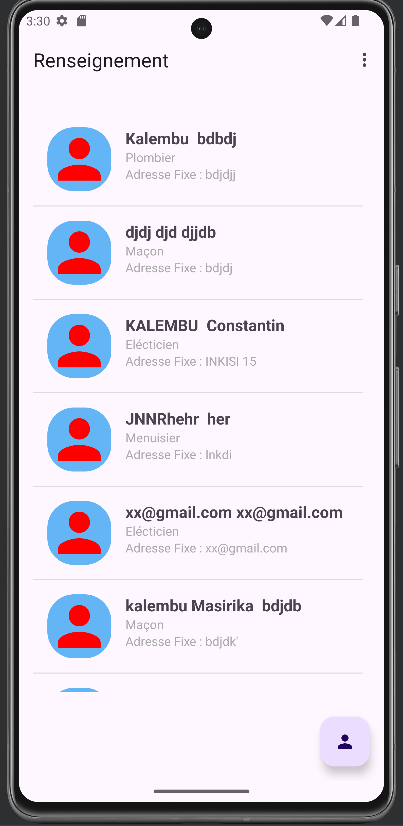 3:30
Renseignement
Kalembu bdbdj
Plombier
Adresse Fixe : bdjdjj
djdj djd djjdb
Maçon
Adresse Fixe : bdjdj
KALEMBU Constantin
Elécticien
Adresse Fixe : INKISI 15
JNNRhehr her
Menuisier
Adresse Fixe : Inkdi
xx@gmail.com xx@gmail.com
Elécticien
Adresse Fixe : xx@gmail.com
kalembu Masirika bdjdb
Maçon
Adresse Fixe : bdjdk'